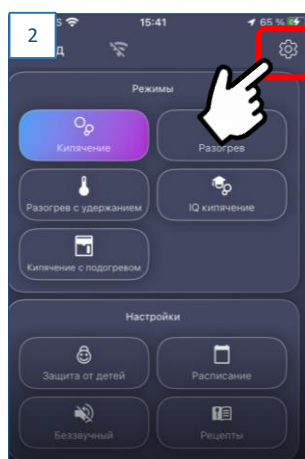 2
S 15:41 65 %
д
Режимы
Кипячение Разогрев
Разогрев с удержанием IQ кипячение
Кипячение с подогревом
Настройки
Защита от детей Расписание
Беззвучный Рецепты